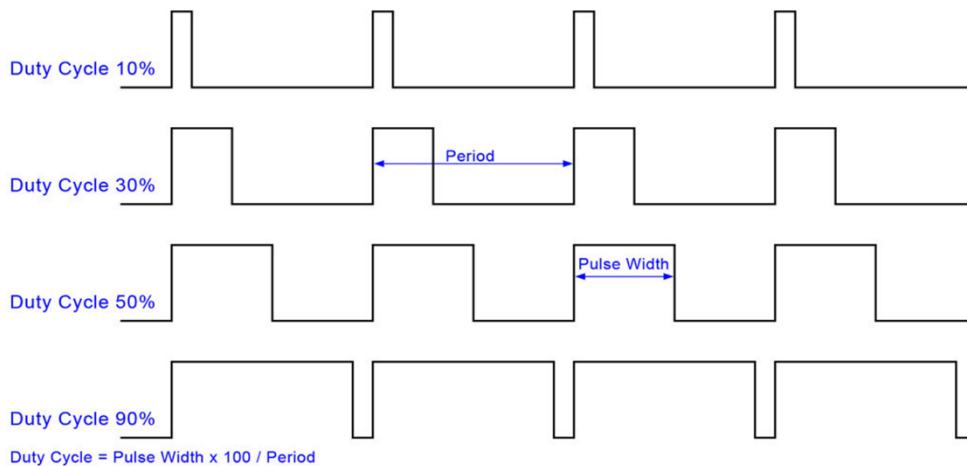 Duty Cycle 10%
Period
Duty Cycle 30%
Pulse Width
Duty Cycle 50%
Duty Cycle 90%
Duty Cycle = Pulse Width x 100 / Period